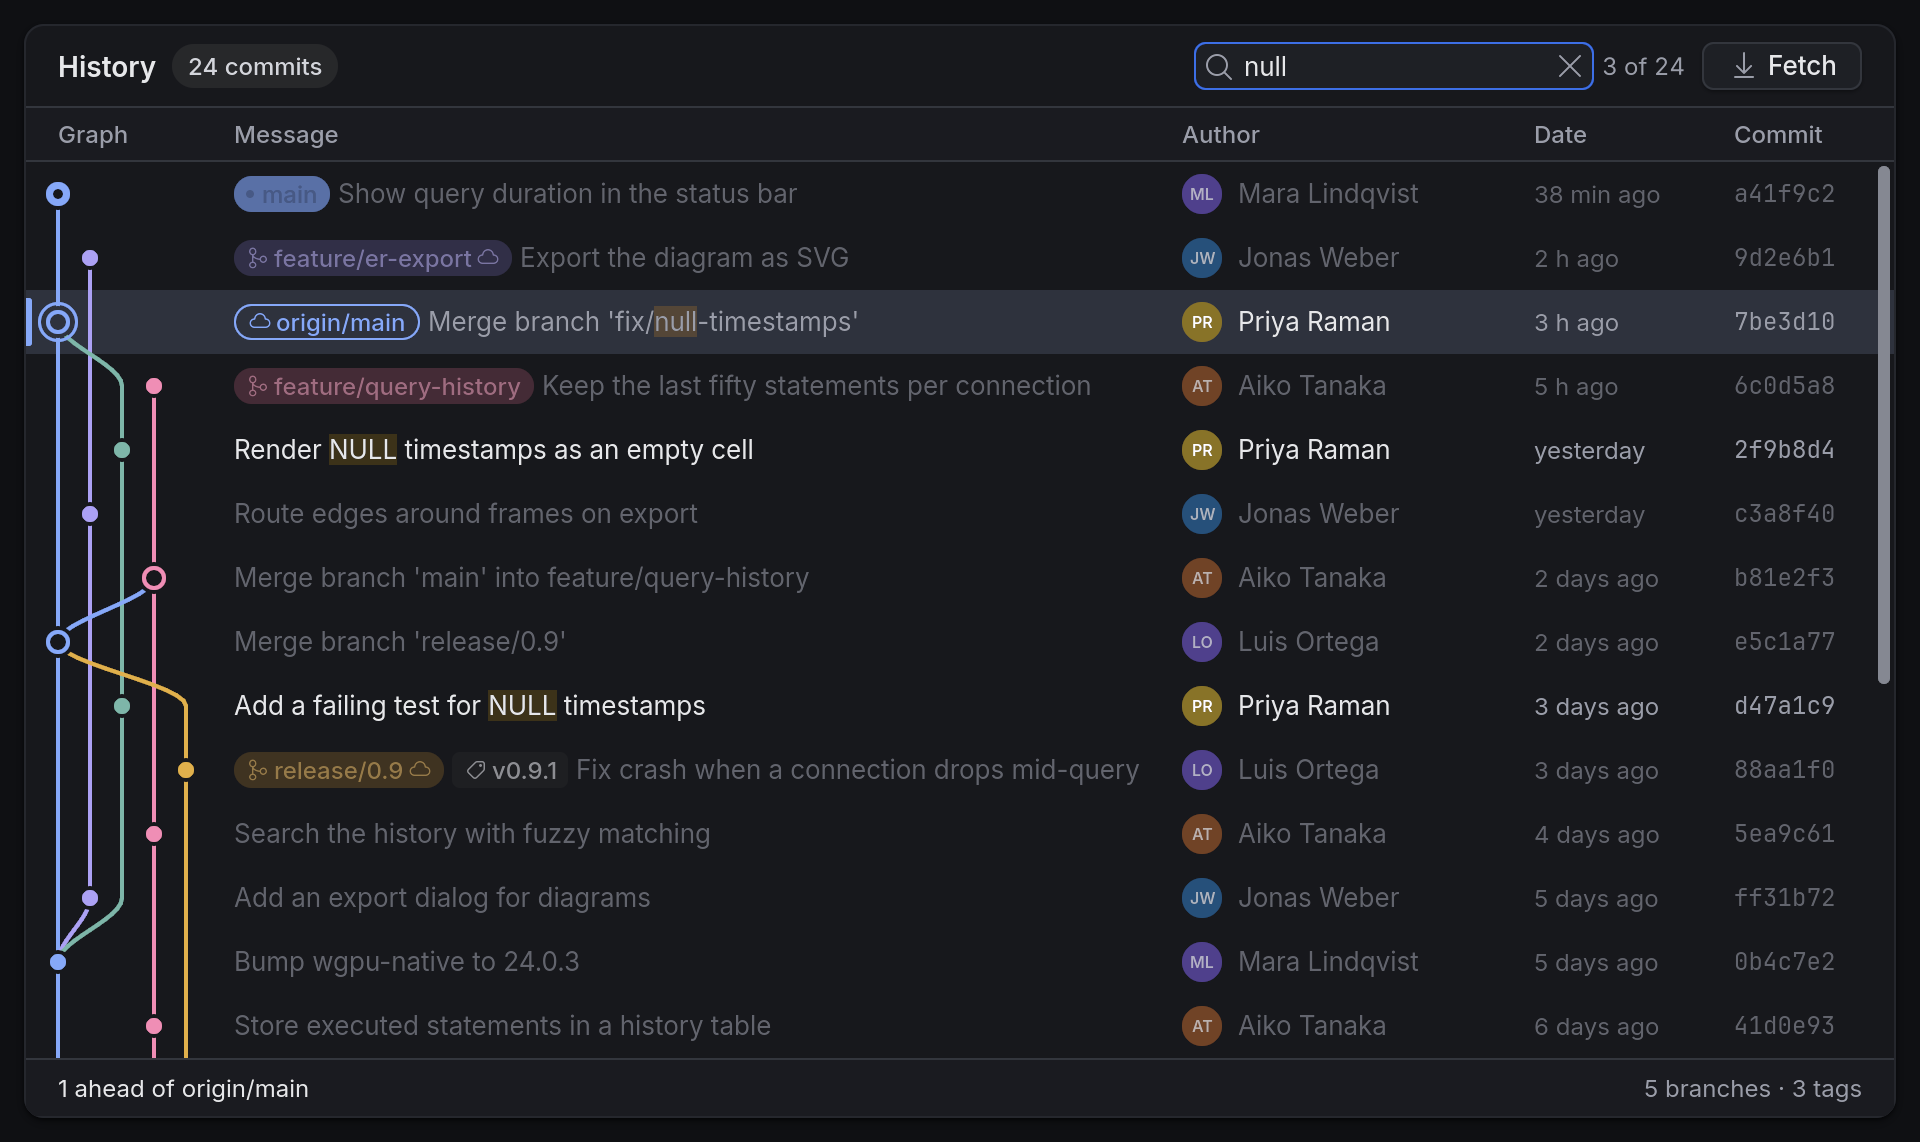 History 24 commits null 3 of 24 Fetch
Graph Message Author Date Commit
main Show query duration in the status bar ML Mara Lindqvist 38 min ago a41f9c2
feature/er-export Export the diagram as SVG JW Jonas Weber 2 h ago 9d2e6b1
origin/main Merge branch 'fix/null-timestamps' PR Priya Raman 3 h ago 7be3d10
feature/query-history Keep the last fifty statements per connection AT Aiko Tanaka 5 h ago 6c0d5a8
Render NULL timestamps as an empty cell PR Priya Raman yesterday 2f9b8d4
Route edges around frames on export JW Jonas Weber yesterday c3a8f40
Merge branch 'main' into feature/query-history AT Aiko Tanaka 2 days ago b81e2f3
Merge branch 'release/0.9' LO Luis Ortega 2 days ago e5c1a77
Add a failing test for NULL timestamps PR Priya Raman 3 days ago d47a1c9
release/0.9 v0.9.1 Fix crash when a connection drops mid-query LO Luis Ortega 3 days ago 88aa1f0
Search the history with fuzzy matching AT Aiko Tanaka 4 days ago 5ea9c61
Add an export dialog for diagrams JW Jonas Weber 5 days ago ff31b72
Bump wgpu-native to 24.0.3 ML Mara Lindqvist 5 days ago 0b4c7e2
Store executed statements in a history table AT Aiko Tanaka 6 days ago 41d0e93
1 ahead of origin/main 5 branches · 3 tags